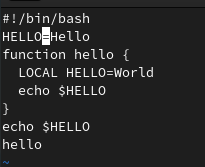 #!/bin/bash
HELLO=Hello
function hello {
  LOCAL HELLO=World
  echo $HELLO
}
echo $HELLO
hello
~